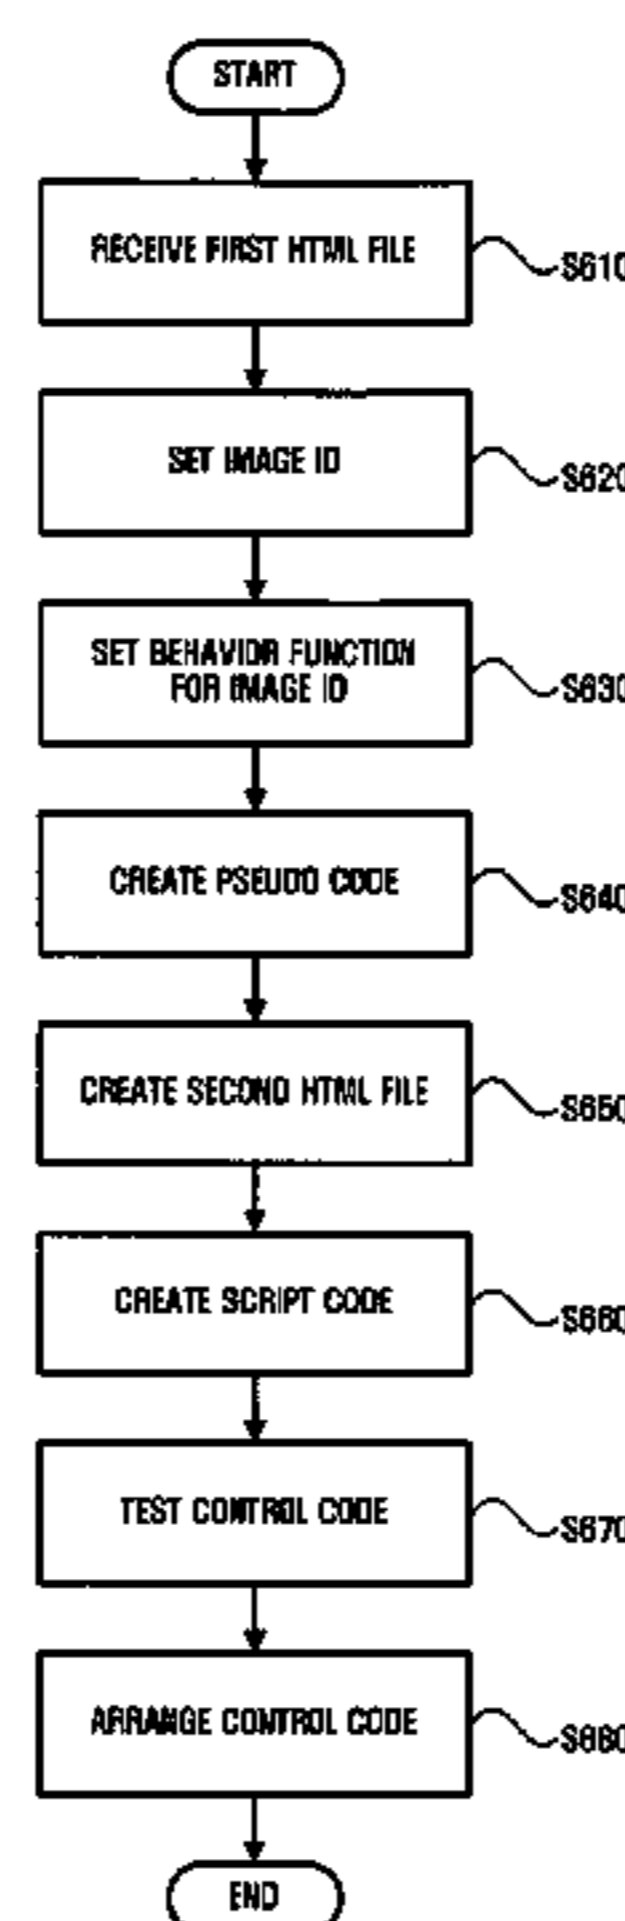 START
RECEIVE FIRST HTML FILE
S610
SET IMAGE ID
S620
SET BEHAVIOR FUNCTION
FOR IMAGE ID
S630
CREATE PSEUDO CODE
S640
CREATE SECOND HTML FILE
S650
CREATE SCRIPT CODE
S660
TEST CONTROL CODE
S670
ARRANGE CONTROL CODE
S680
END